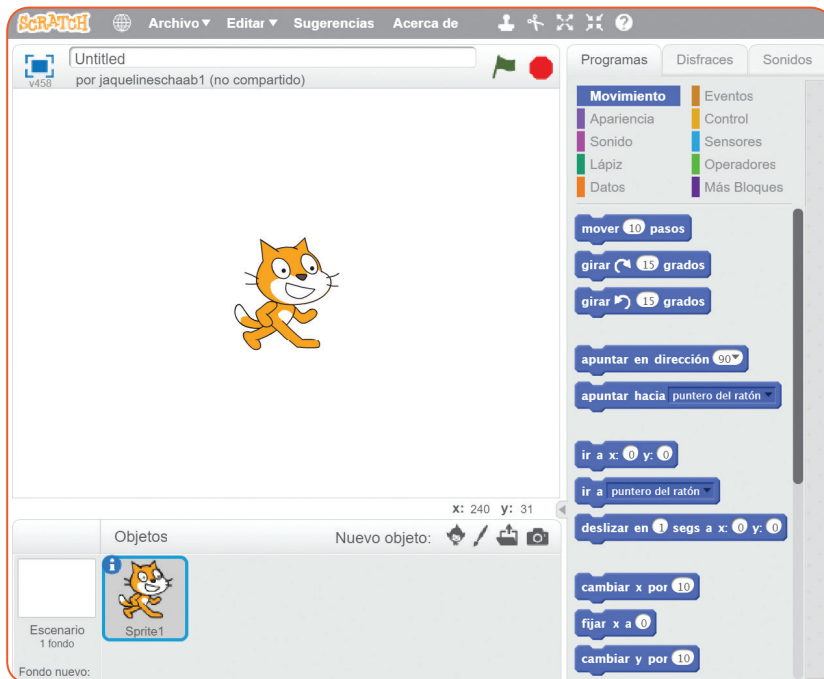 SCRATCH Archivo Editar Sugerencias Acerca de
Untitled
v458
por jaquelineschaab1 (no compartido)
Programas Disfraces Sonidos
Movimiento Eventos
Apariencia Control
Sonido Sensores
Lápiz Operadores
Datos Más Bloques
mover 10 pasos
girar 15 grados
girar 15 grados
apuntar en dirección 90
apuntar hacia puntero del ratón
ir a x: 0 y: 0
ir a puntero del ratón
deslizar en 1 segs a x: 0 y: 0
cambiar x por 10
fijar x a 0
cambiar y por 10
x: 240 y: 31
Objetos Nuevo objeto:
Escenario
1 fondo
Sprite1
Fondo nuevo: